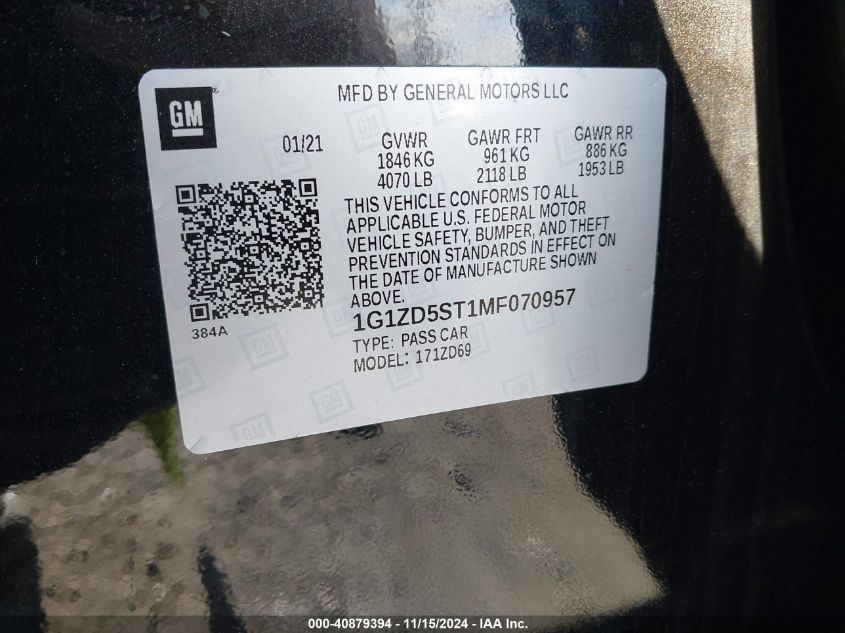 MFD BY GENERAL MOTORS LLC
GM
01/21
GVWR GAWR FRT GAWR RR
1846 KG 961 KG 886 KG
4070 LB 2118 LB 1953 LB
THIS VEHICLE CONFORMS TO ALL
APPLICABLE U.S. FEDERAL MOTOR
VEHICLE SAFETY, BUMPER, AND THEFT
PREVENTION STANDARDS IN EFFECT ON
THE DATE OF MANUFACTURE SHOWN
ABOVE.
384A
1G1ZD5ST1MF070957
TYPE: PASS CAR
MODEL: 171ZD69
000-40879394 - 11/15/2024 - IAA Inc.